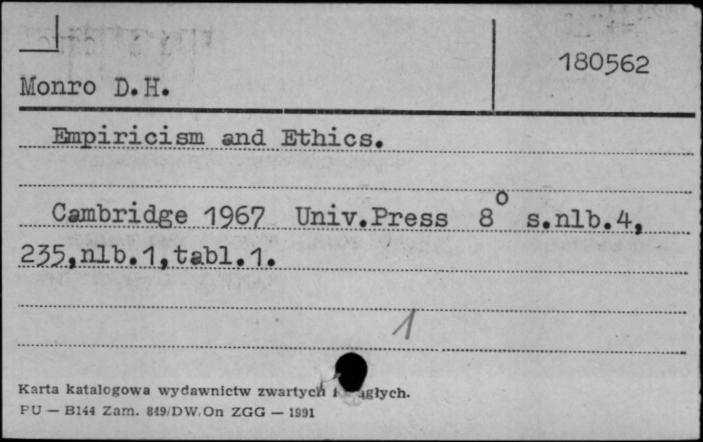 180562
Monro D.H.
Empiricism and Ethics.
Cambridge 1967 Univ.Press 8° s.nlb.4,
235,nlb.1,tabl.1.
1
Karta katalogowa wydawnictw zwartych i
PU — B144 Zam. 849/DW/On ZGG — 1991